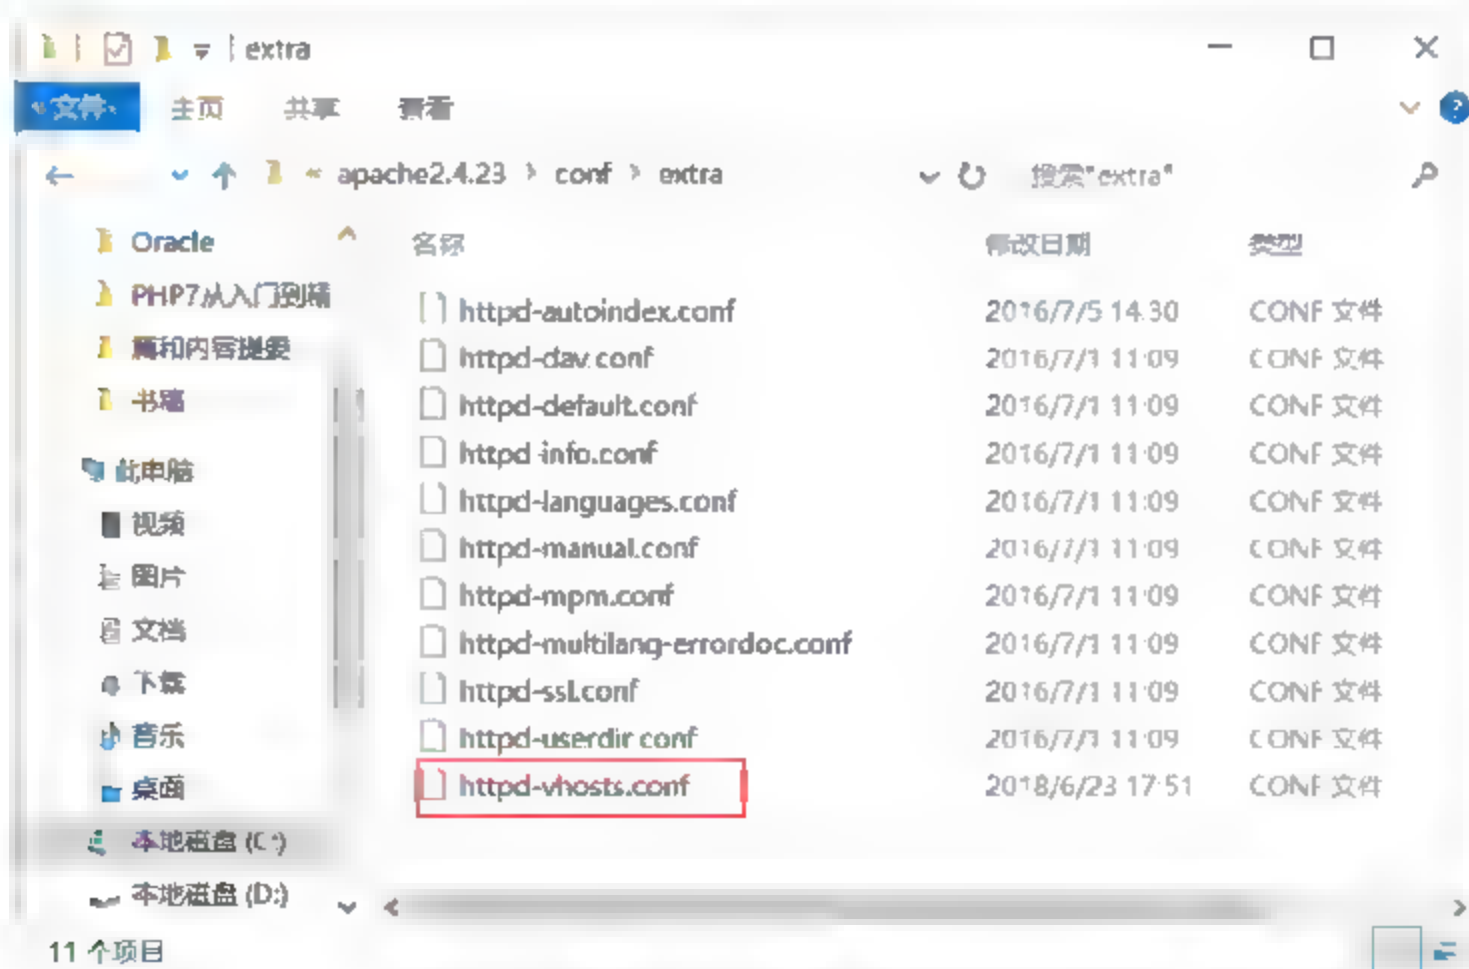 extra
文件 主页 共享 查看
apache2.4.23 conf extra 搜索"extra"
Oracle
PHP7从入门到精
内容提要
书稿
此电脑
视频
图片
文档
下载
音乐
桌面
本地磁盘 (C:)
本地磁盘 (D:)
名称 修改日期 类型
httpd-autoindex.conf 2016/7/5 14:30 CONF 文件
httpd-dav.conf 2016/7/1 11:09 CONF 文件
httpd-default.conf 2016/7/1 11:09 CONF 文件
httpd-info.conf 2016/7/1 11:09 CONF 文件
httpd-languages.conf 2016/7/1 11:09 CONF 文件
httpd-manual.conf 2016/7/1 11:09 CONF 文件
httpd-mpm.conf 2016/7/1 11:09 CONF 文件
httpd-multilang-errordoc.conf 2016/7/1 11:09 CONF 文件
httpd-ssl.conf 2016/7/1 11:09 CONF 文件
httpd-userdir.conf 2016/7/1 11:09 CONF 文件
httpd-vhosts.conf 2018/6/23 17:51 CONF 文件
11 个项目